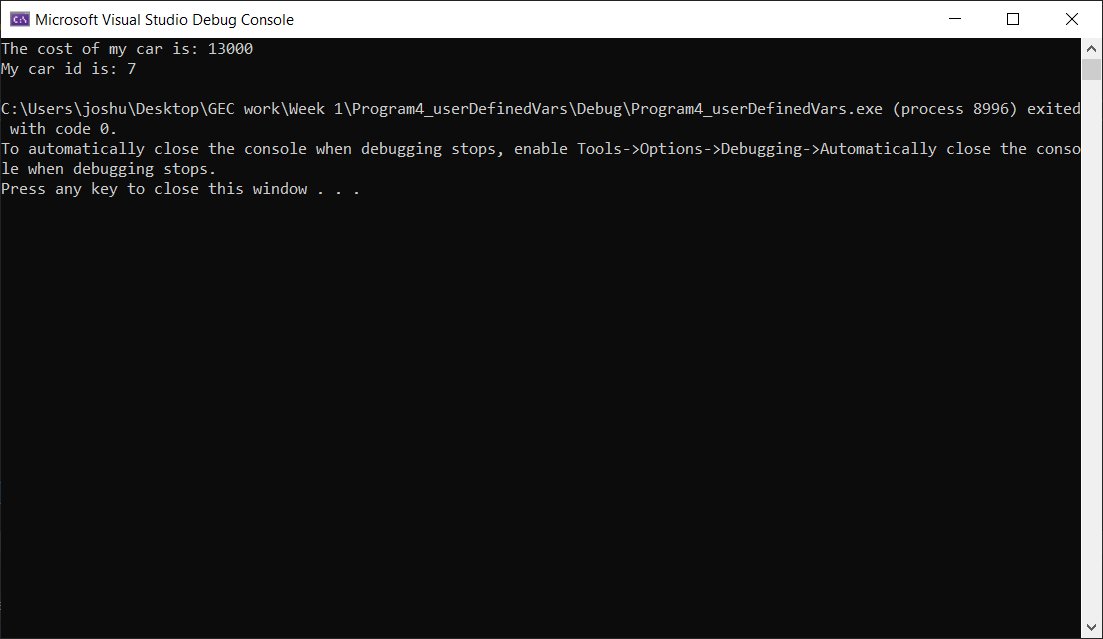 Microsoft Visual Studio Debug Console
The cost of my car is: 13000
My car id is: 7
C:\Users\joshu\Desktop\GEC work\Week 1\Program4_userDefinedVars\Debug\Program4_userDefinedVars.exe (process 8996) exited
 with code 0.
To automatically close the console when debugging stops, enable Tools->Options->Debugging->Automatically close the conso
le when debugging stops.
Press any key to close this window . . .